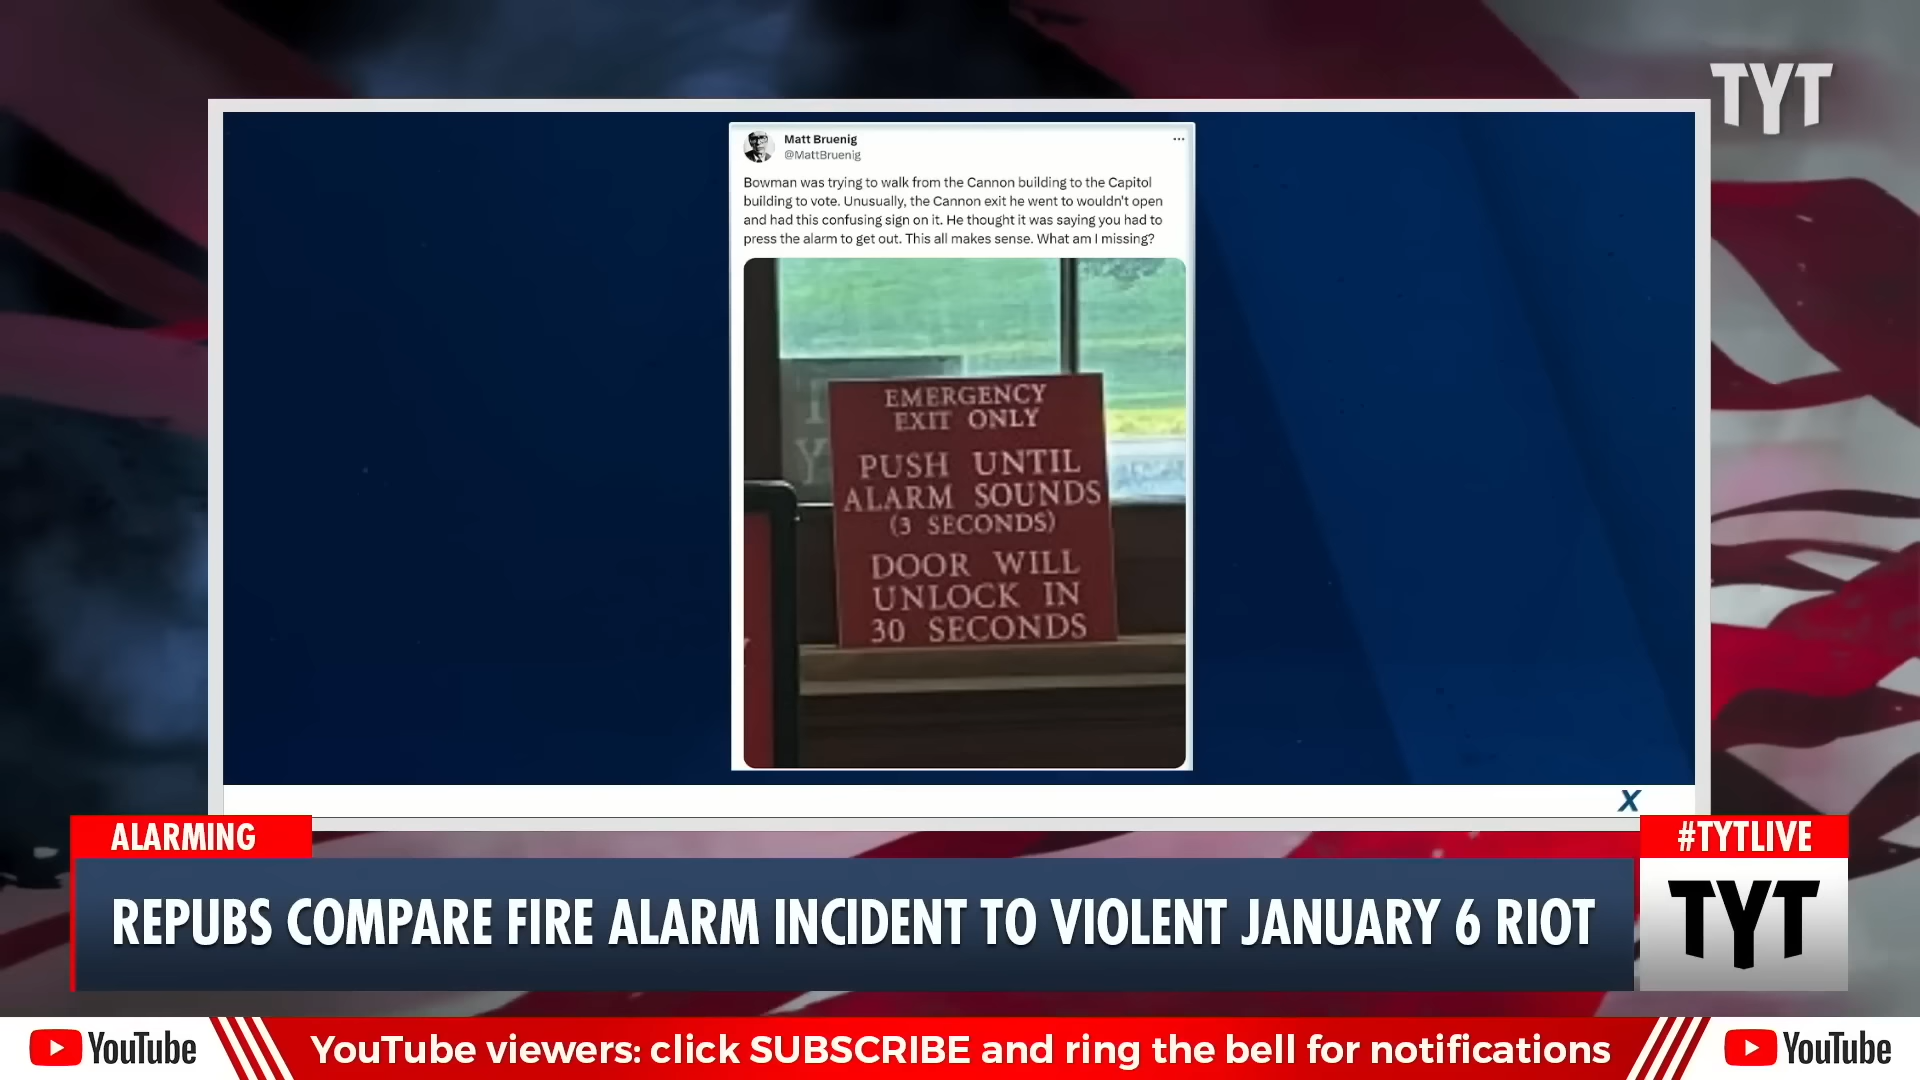 TYT
Matt Bruenig
@MattBruenig
Bowman was trying to walk from the Cannon building to the Capitol
building to vote. Unusually, the Cannon exit he went to wouldn't open
and had this confusing sign on it. He thought it was saying you had to
press the alarm to get out. This all makes sense. What am I missing?
EMERGENCY
EXIT ONLY
PUSH UNTIL
ALARM SOUNDS
(3 SECONDS)
DOOR WILL
UNLOCK IN
30 SECONDS
X
ALARMING
#TYTLIVE
REPUBS COMPARE FIRE ALARM INCIDENT TO VIOLENT JANUARY 6 RIOT
TYT
YouTube
YouTube viewers: click SUBSCRIBE and ring the bell for notifications
YouTube